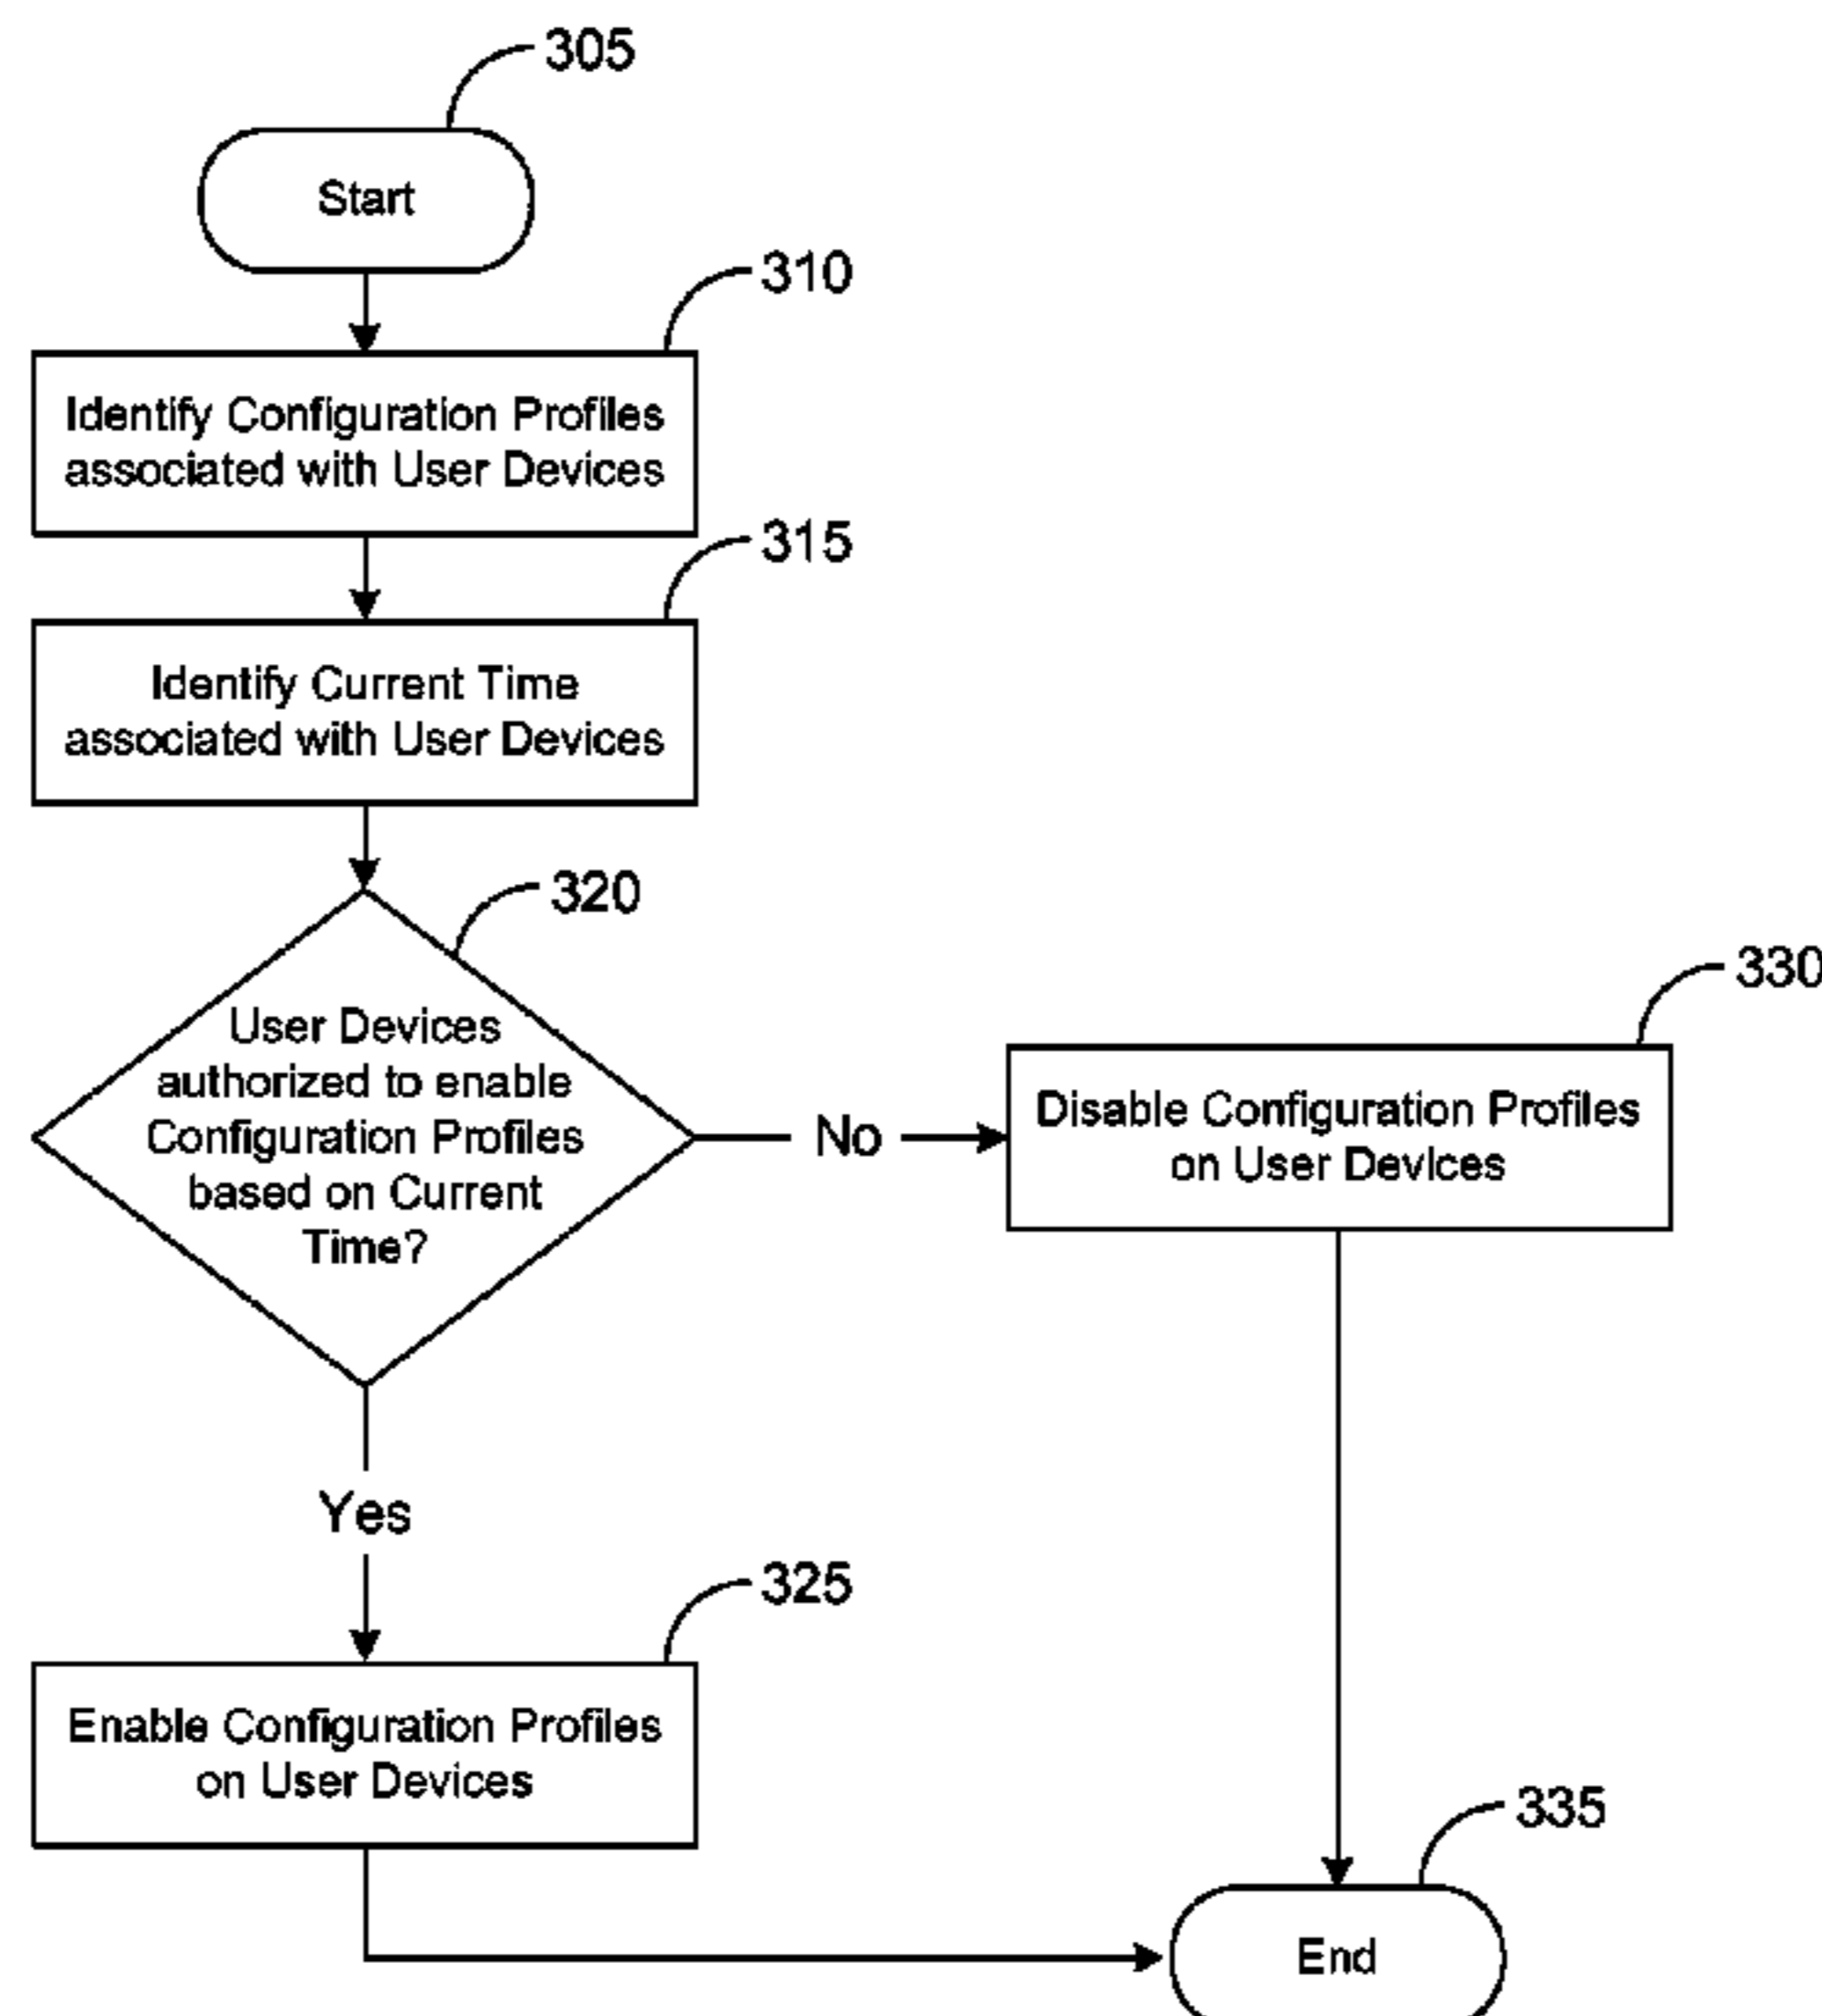 305
Start
310
Identify Configuration Profiles
associated with User Devices
315
Identify Current Time
associated with User Devices
320
User Devices
authorized to enable
Configuration Profiles
based on Current
Time?
No
330
Disable Configuration Profiles
on User Devices
Yes
325
Enable Configuration Profiles
on User Devices
335
End